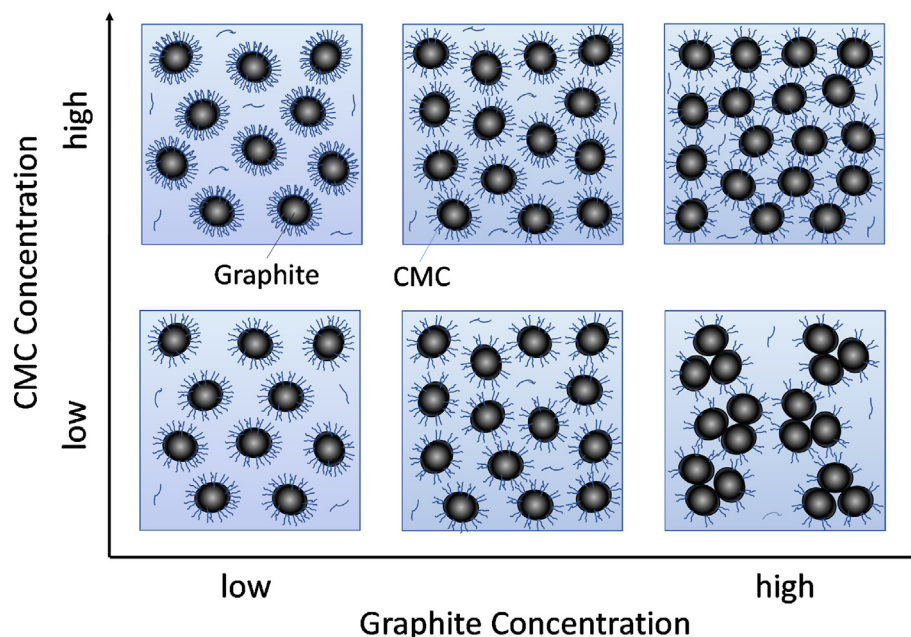 CMC Concentration
high
low
Graphite
CMC
low
high
Graphite Concentration